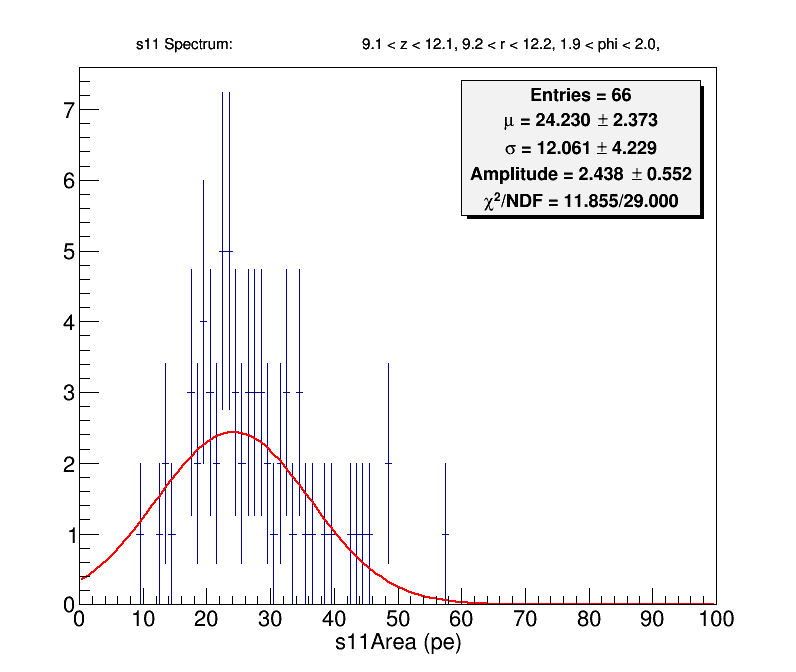 s11 Spectrum: 9.1 < z < 12.1, 9.2 < r < 12.2, 1.9 < phi < 2.0,
Entries = 66
μ = 24.230 ± 2.373
σ = 12.061 ± 4.229
Amplitude = 2.438 ± 0.552
χ²/NDF = 11.855/29.000
7
6
5
4
3
2
1
0
0 10 20 30 40 50 60 70 80 90 100
s11Area (pe)